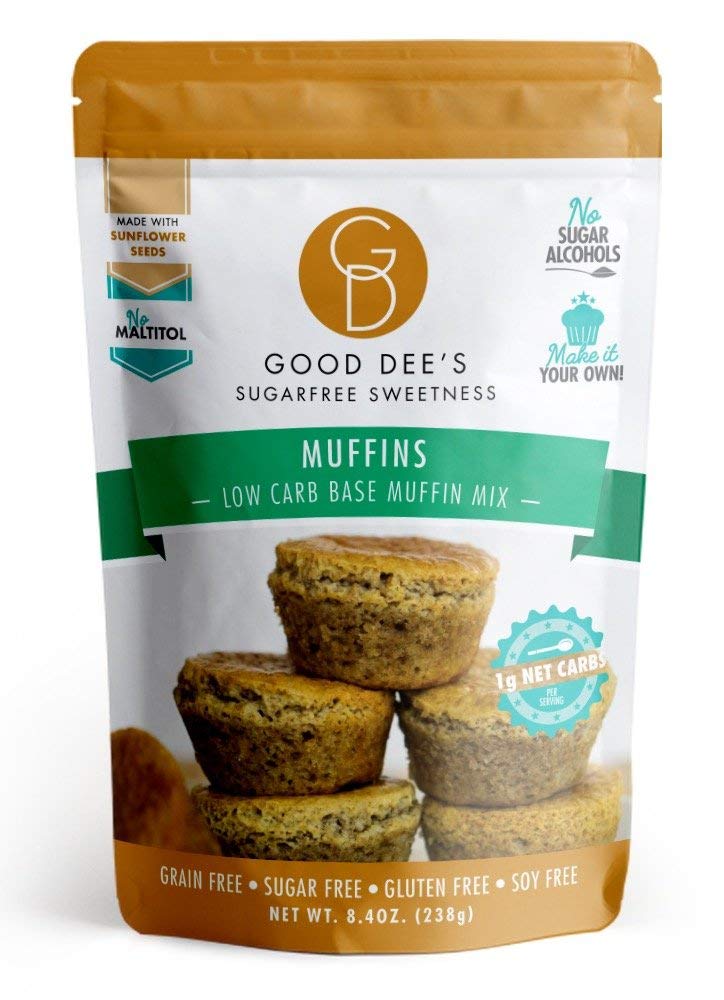 MADE WITH
SUNFLOWER
SEEDS
No
MALTITOL
GD
GOOD DEE'S
SUGARFREE SWEETNESS
No
SUGAR
ALCOHOLS
Make it
YOUR OWN!
MUFFINS
— LOW CARB BASE MUFFIN MIX —
1g NET CARBS
PER
SERVING
GRAIN FREE • SUGAR FREE • GLUTEN FREE • SOY FREE
NET WT. 8.4OZ. (238g)